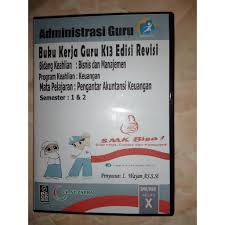 Administrasi Guru
Buku Kerja Guru K13 Edisi Revisi
Bidang Keahlian : Bisnis dan Manajemen
Program Keahlian : Keuangan
Mata Pelajaran : Pengantar Akuntansi Keuangan
Semester : 1 & 2
SMK Bisa !
Penyusun: I. Wayan
X